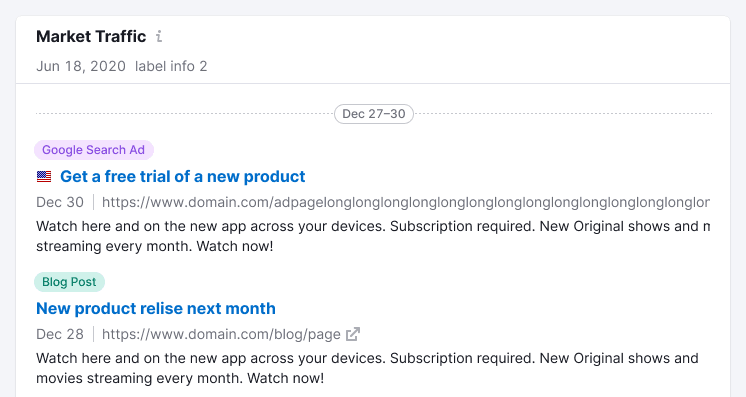 Market Traffic i
Jun 18, 2020 label info 2
Dec 27–30
Google Search Ad
Get a free trial of a new product
Dec 30 https://www.domain.com/adpagelonglonglonglonglonglonglonglonglonglonglonglonglonglonglor
Watch here and on the new app across your devices. Subscription required. New Original shows and m
streaming every month. Watch now!
Blog Post
New product relise next month
Dec 28 https://www.domain.com/blog/page
Watch here and on the new app across your devices. Subscription required. New Original shows and
movies streaming every month. Watch now!